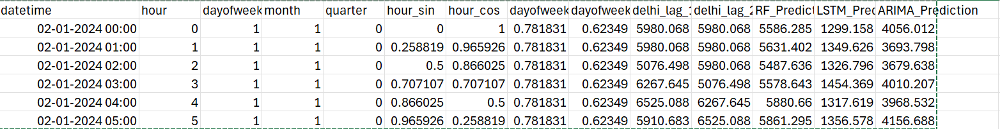 datetime hour dayofweek month quarter hour_sin hour_cos dayofweek dayofweek delhi_lag_1 delhi_lag_2 RF_Predict LSTM_Pred ARIMA_Prediction
02-01-2024 00:00 0 1 1 0 0 1 0.781831 0.62349 5980.068 5980.068 5586.285 1299.158 4056.012
02-01-2024 01:00 1 1 1 0 0.258819 0.965926 0.781831 0.62349 5980.068 5980.068 5631.402 1349.626 3693.798
02-01-2024 02:00 2 1 1 0 0.5 0.866025 0.781831 0.62349 5076.498 5980.068 5487.636 1326.796 3679.638
02-01-2024 03:00 3 1 1 0 0.707107 0.707107 0.781831 0.62349 6267.645 5076.498 5578.643 1454.369 4010.207
02-01-2024 04:00 4 1 1 0 0.866025 0.5 0.781831 0.62349 6525.088 6267.645 5880.66 1317.619 3968.532
02-01-2024 05:00 5 1 1 0 0.965926 0.258819 0.781831 0.62349 5910.683 6525.088 5861.295 1356.578 4156.688